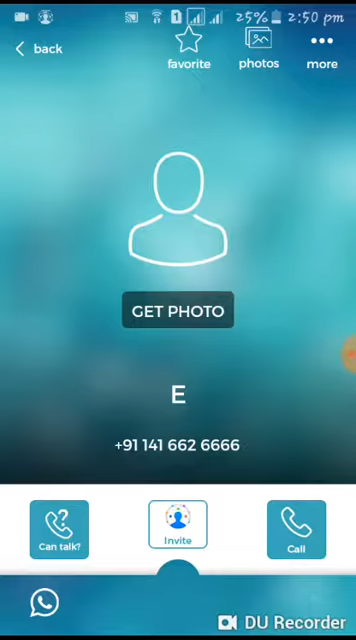 1 25% 2:50 pm
back
favorite
photos
more
GET PHOTO
E
+91 141 662 6666
?
Can talk?
Invite
Call
DU Recorder